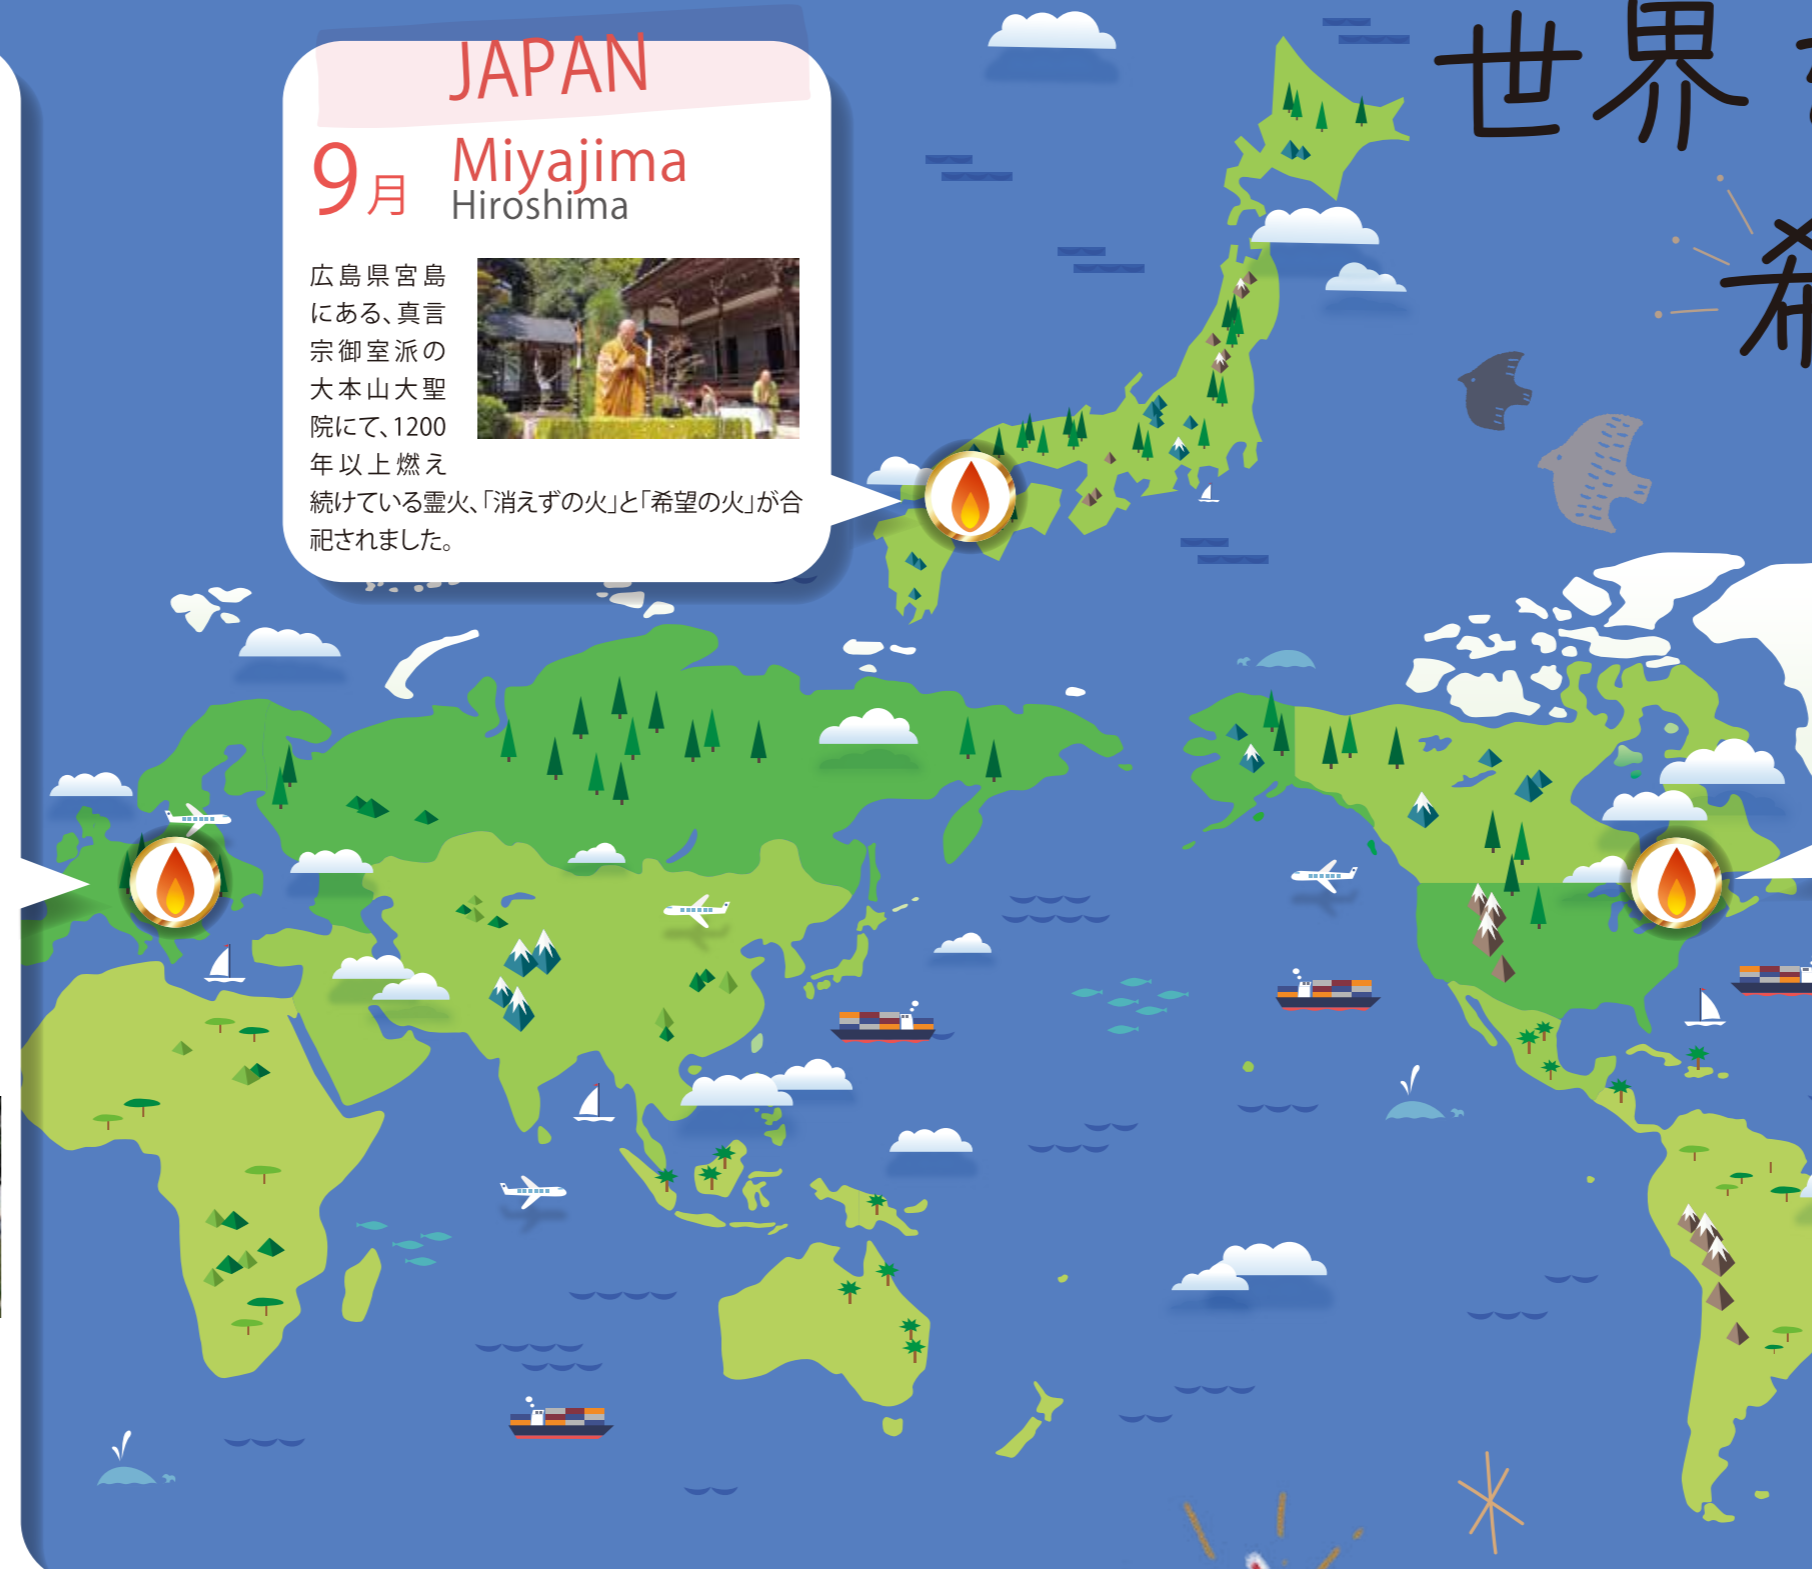 JAPAN
9月
Miyajima
Hiroshima
広島県宮島
にある、真言
宗御室派の
大本山大聖
院にて、1200
年以上燃え
続けている霊火、「消えずの火」と「希望の火」が合
祀されました。
世界
希